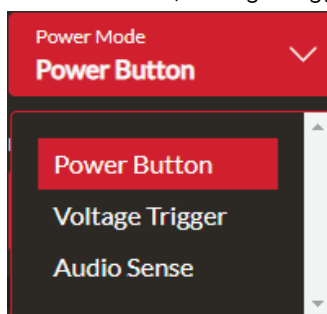 Power Mode
Power Button
Power Button
Voltage Trigger
Audio Sense